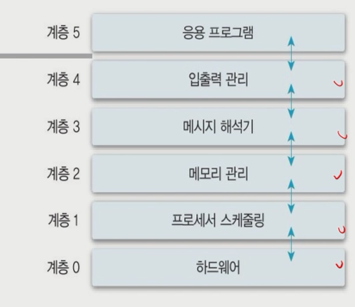 계층 5 응용 프로그램
계층 4 입출력 관리
계층 3 메시지 해석기
계층 2 메모리 관리
계층 1 프로세서 스케줄링
계층 0 하드웨어